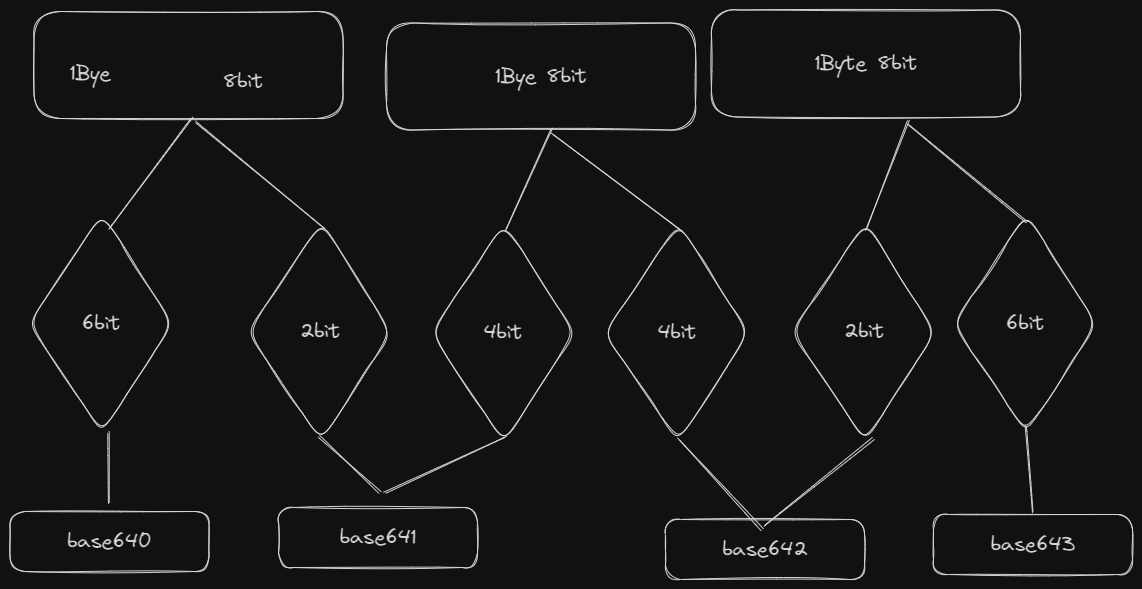 1Bye 8bit
1Bye 8bit
1Byte 8bit
6bit
2bit
4bit
4bit
2bit
6bit
base640
base641
base642
base643